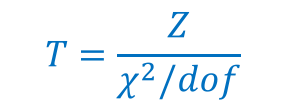 T = Z / (χ²/dof)